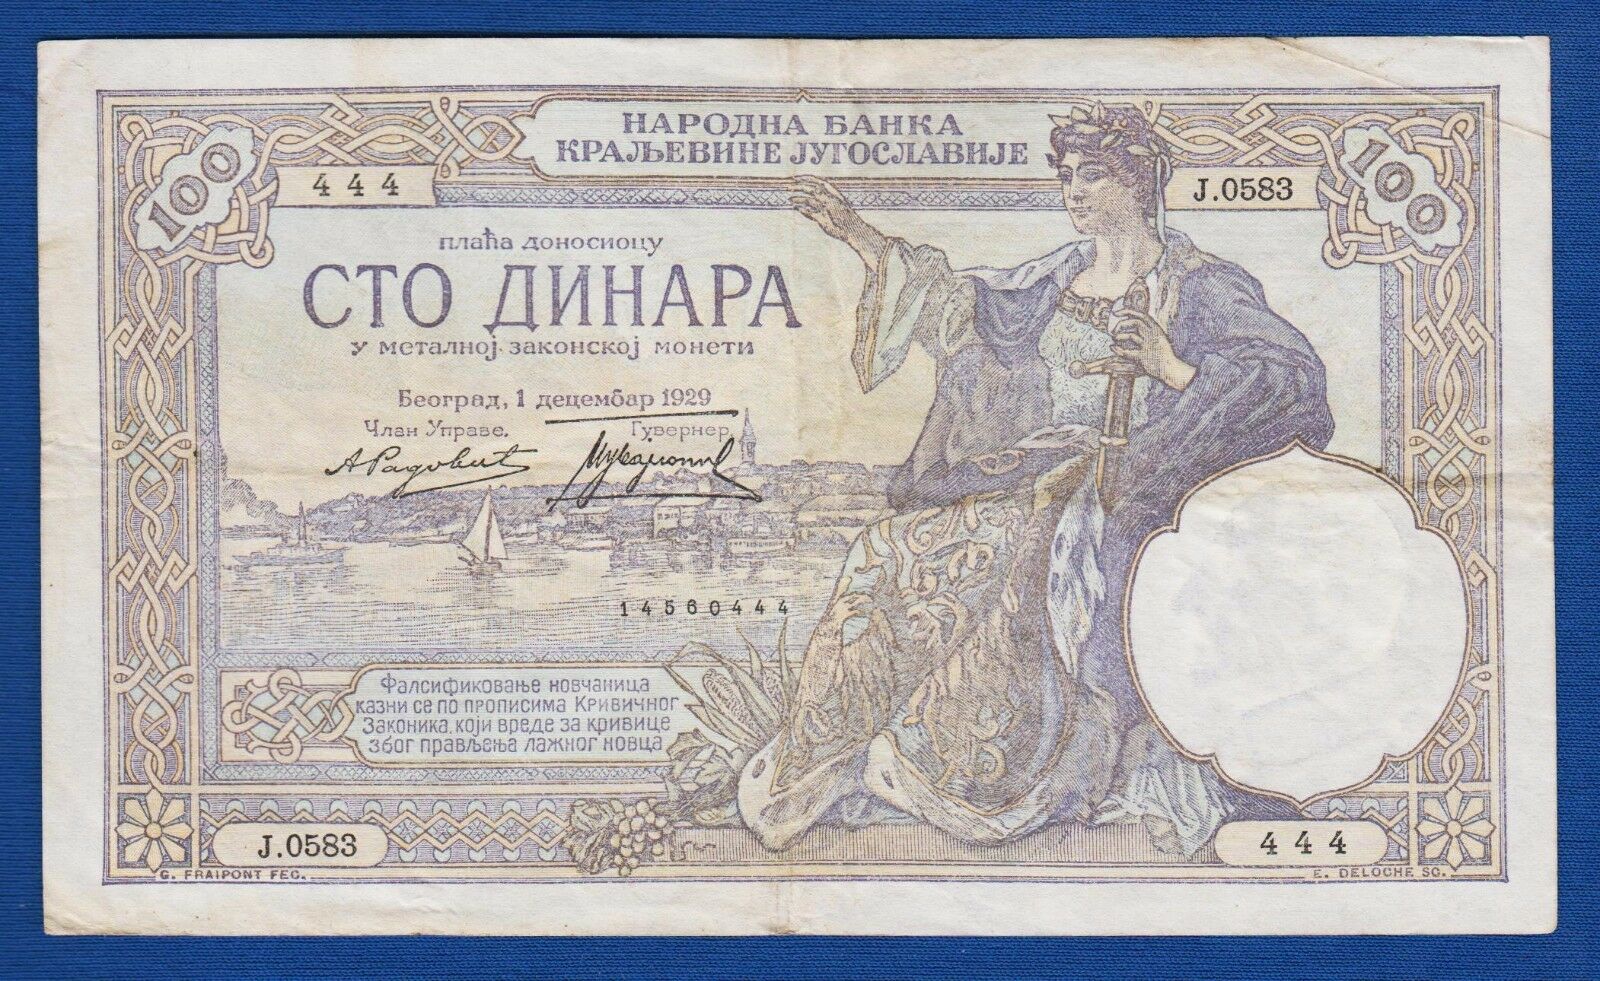 НАРОДНА БАНКА
КРАЉЕВИНЕ ЈУГОСЛАВИЈЕ
100
444
J.0583
100
плаћа доносиоцу
СТО ДИНАРА
у металној законској монети
Београд, 1 децембар 1929
Члан Управе. Гувернер,
А Радовић
14560444
Фалсификовање новчаница
казни се по прописима Кривичног
Законика, који вреде за кривице
због прављења лажног новца
J.0583
444
G. FRAIPONT FEC.
E. DELOCHE SC.